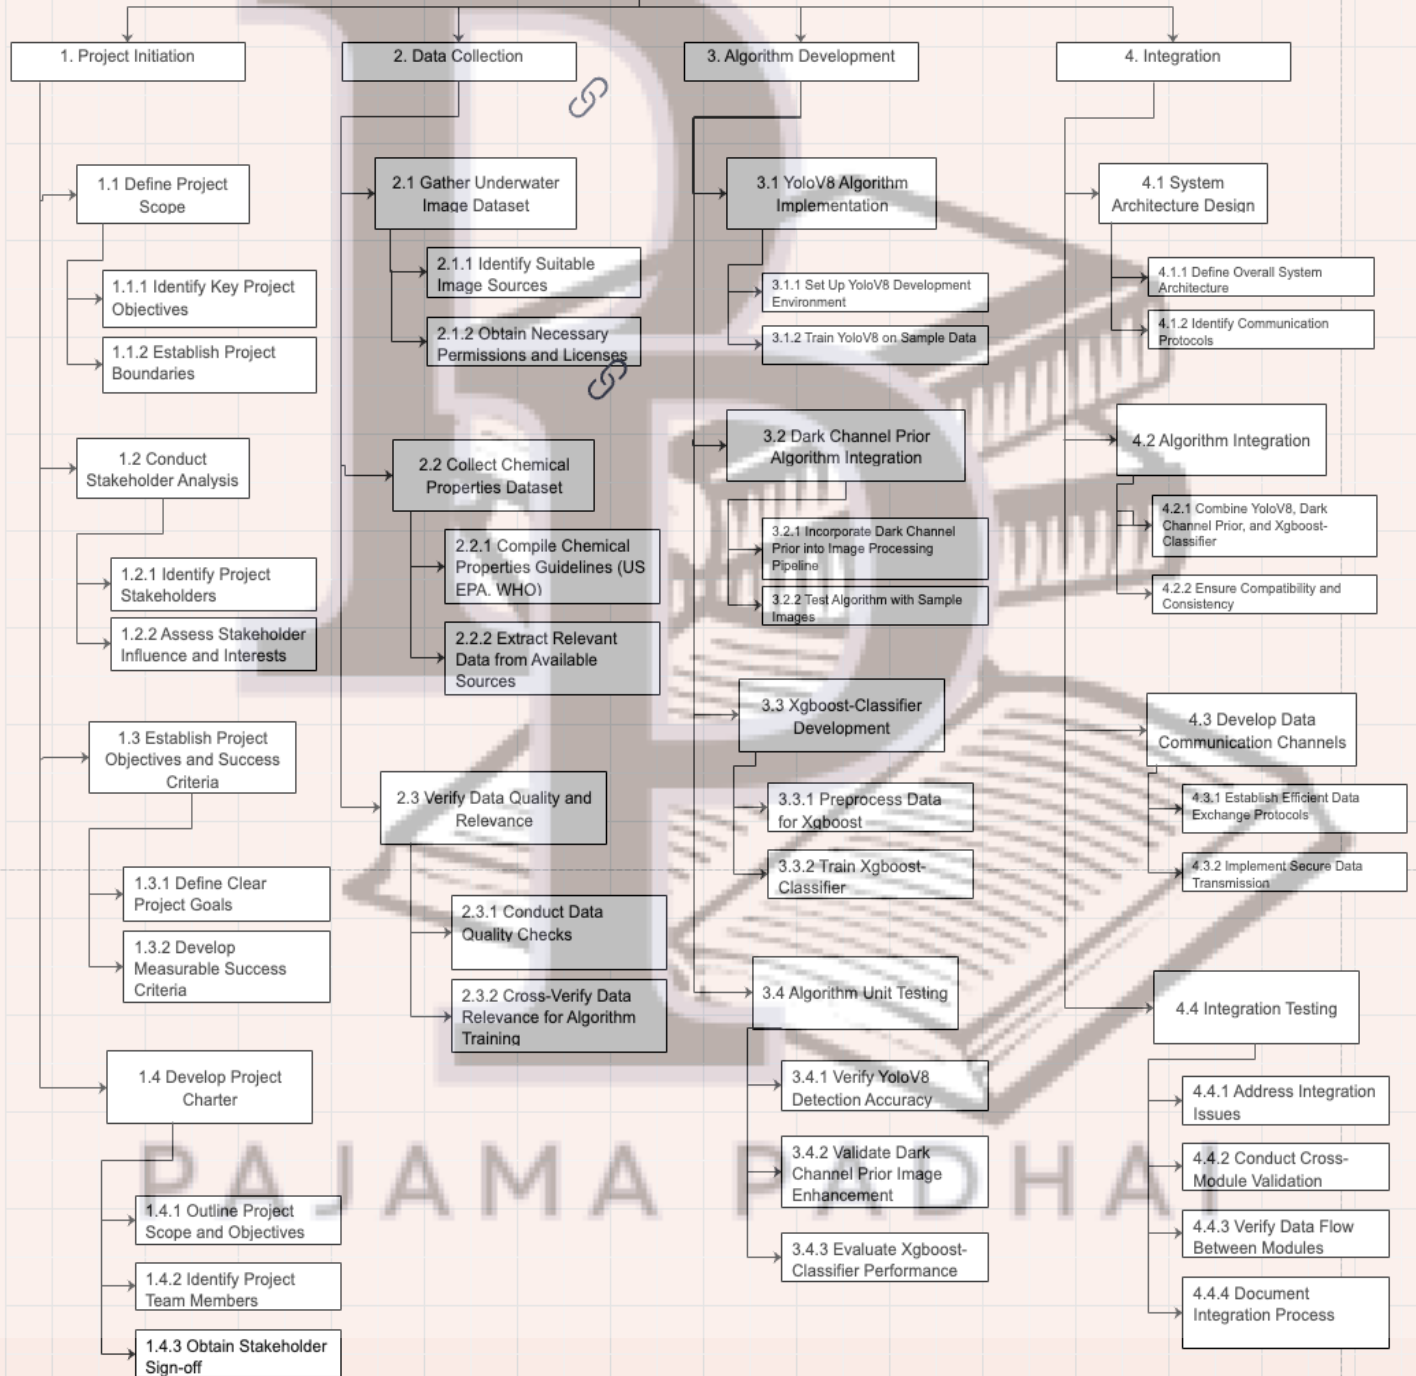 1. Project Initiation
1.1 Define Project
Scope
1.1.1 Identify Key Project
Objectives
1.1.2 Establish Project
Boundaries
1.2 Conduct
Stakeholder Analysis
1.2.1 Identify Project
Stakeholders
1.2.2 Assess Stakeholder
Influence and Interests
1.3 Establish Project
Objectives and Success
Criteria
1.3.1 Define Clear
Project Goals
1.3.2 Develop
Measurable Success
Criteria
1.4 Develop Project
Charter
1.4.1 Outline Project
Scope and Objectives
1.4.2 Identify Project
Team Members
1.4.3 Obtain Stakeholder
Sign-off
2. Data Collection
2.1 Gather Underwater
Image Dataset
2.1.1 Identify Suitable
Image Sources
2.1.2 Obtain Necessary
Permissions and Licenses
2.2 Collect Chemical
Properties Dataset
2.2.1 Compile Chemical
Properties Guidelines (US
EPA, WHO)
2.2.2 Extract Relevant
Data from Available
Sources
2.3 Verify Data Quality and
Relevance
2.3.1 Conduct Data
Quality Checks
2.3.2 Cross-Verify Data
Relevance for Algorithm
Training
3. Algorithm Development
3.1 YoloV8 Algorithm
Implementation
3.1.1 Set Up YoloV8 Development
Environment
3.1.2 Train YoloV8 on Sample Data
3.2 Dark Channel Prior
Algorithm Integration
3.2.1 Incorporate Dark Channel
Prior into Image Processing
Pipeline
3.2.2 Test Algorithm with Sample
Images
3.3 Xgboost-Classifier
Development
3.3.1 Preprocess Data
for Xgboost
3.3.2 Train Xgboost-
Classifier
3.4 Algorithm Unit Testing
3.4.1 Verify YoloV8
Detection Accuracy
3.4.2 Validate Dark
Channel Prior Image
Enhancement
3.4.3 Evaluate Xgboost-
Classifier Performance
4. Integration
4.1 System
Architecture Design
4.1.1 Define Overall System
Architecture
4.1.2 Identify Communication
Protocols
4.2 Algorithm Integration
4.2.1 Combine YoloV8, Dark
Channel Prior, and Xgboost-
Classifier
4.2.2 Ensure Compatibility and
Consistency
4.3 Develop Data
Communication Channels
4.3.1 Establish Efficient Data
Exchange Protocols
4.3.2 Implement Secure Data
Transmission
4.4 Integration Testing
4.4.1 Address Integration
Issues
4.4.2 Conduct Cross-
Module Validation
4.4.3 Verify Data Flow
Between Modules
4.4.4 Document
Integration Process
PAJAMA PADHAI